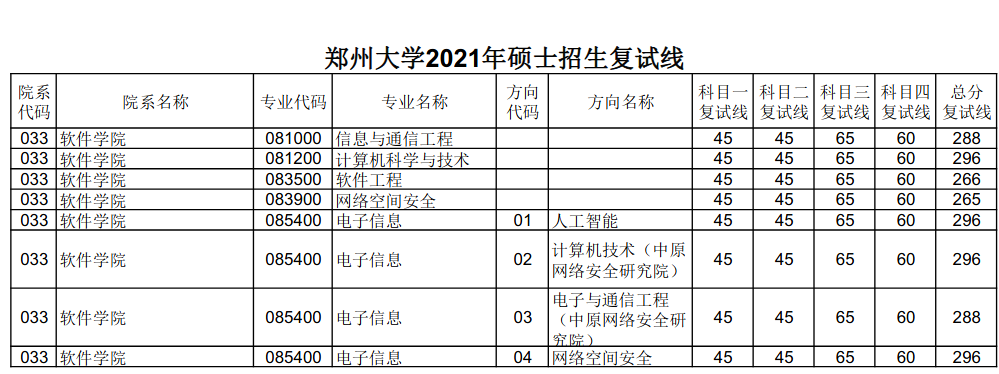 郑州大学2021年硕士招生复试线
院系代码 院系名称 专业代码 专业名称 方向代码 方向名称 科目一复试线 科目二复试线 科目三复试线 科目四复试线 总分复试线
033 软件学院 081000 信息与通信工程 45 45 65 60 288
033 软件学院 081200 计算机科学与技术 45 45 65 60 296
033 软件学院 083500 软件工程 45 45 65 60 266
033 软件学院 083900 网络空间安全 45 45 65 60 265
033 软件学院 085400 电子信息 01 人工智能 45 45 65 60 296
033 软件学院 085400 电子信息 02 计算机技术（中原网络安全研究院） 45 45 65 60 296
033 软件学院 085400 电子信息 03 电子与通信工程（中原网络安全研究院） 45 45 65 60 288
033 软件学院 085400 电子信息 04 网络空间安全 45 45 65 60 296